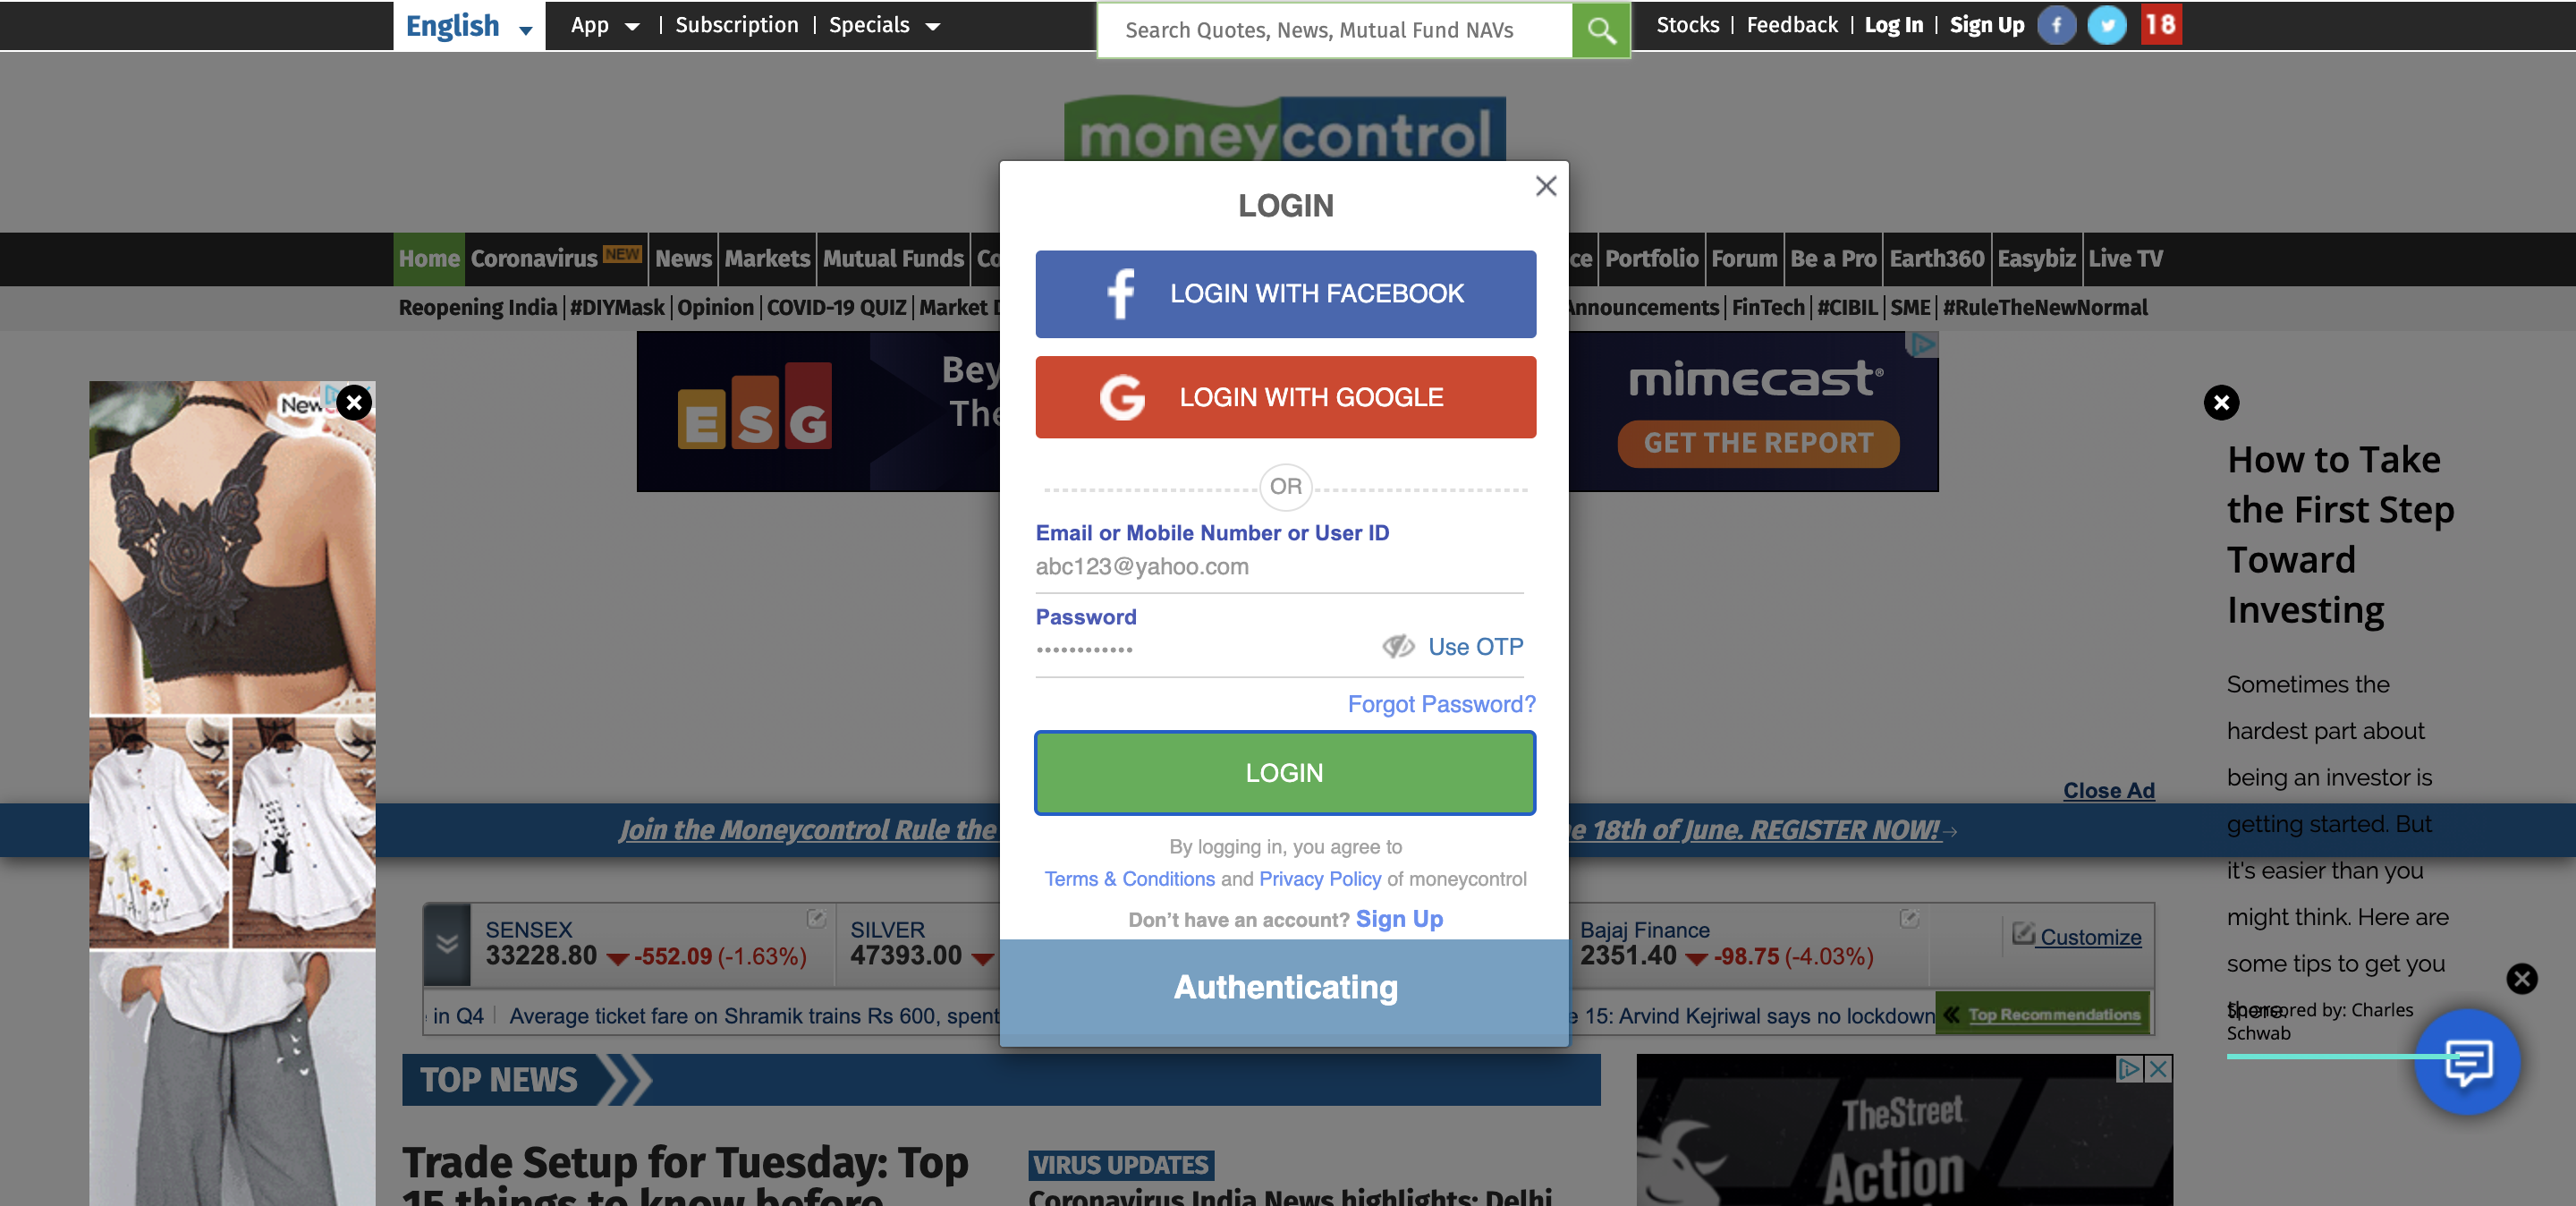 English
App | Subscription | Specials
Search Quotes, News, Mutual Fund NAVs
Stocks | Feedback | Log In | Sign Up
18
moneycontrol
LOGIN
Home Coronavirus NEW News Markets Mutual Funds Co
ce Portfolio Forum Be a Pro Earth360 Easybiz Live TV
Reopening India #DIYMask Opinion COVID-19 QUIZ Market
Announcements FinTech #CIBIL SME #RuleTheNewNormal
LOGIN WITH FACEBOOK
LOGIN WITH GOOGLE
ESG
Bey
The
mimecast®
GET THE REPORT
New
OR
Email or Mobile Number or User ID
abc123@yahoo.com
Password
Use OTP
Forgot Password?
LOGIN
By logging in, you agree to
Terms & Conditions and Privacy Policy of moneycontrol
Don’t have an account? Sign Up
Authenticating
How to Take
the First Step
Toward
Investing
Sometimes the
hardest part about
being an investor is
getting started. But
it's easier than you
might think. Here are
some tips to get you
there.
Sponsored by: Charles
Schwab
Close Ad
Join the Moneycontrol Rule the
e 18th of June. REGISTER NOW!→
SENSEX
33228.80 -552.09 (-1.63%)
SILVER
47393.00
Bajaj Finance
2351.40 -98.75 (-4.03%)
Customize
in Q4 | Average ticket fare on Shramik trains Rs 600, spent
e 15: Arvind Kejriwal says no lockdown
Top Recommendations
TOP NEWS
Trade Setup for Tuesday: Top
15 things to know before
VIRUS UPDATES
Coronavirus India News highlights: Delhi
TheStreet
Action